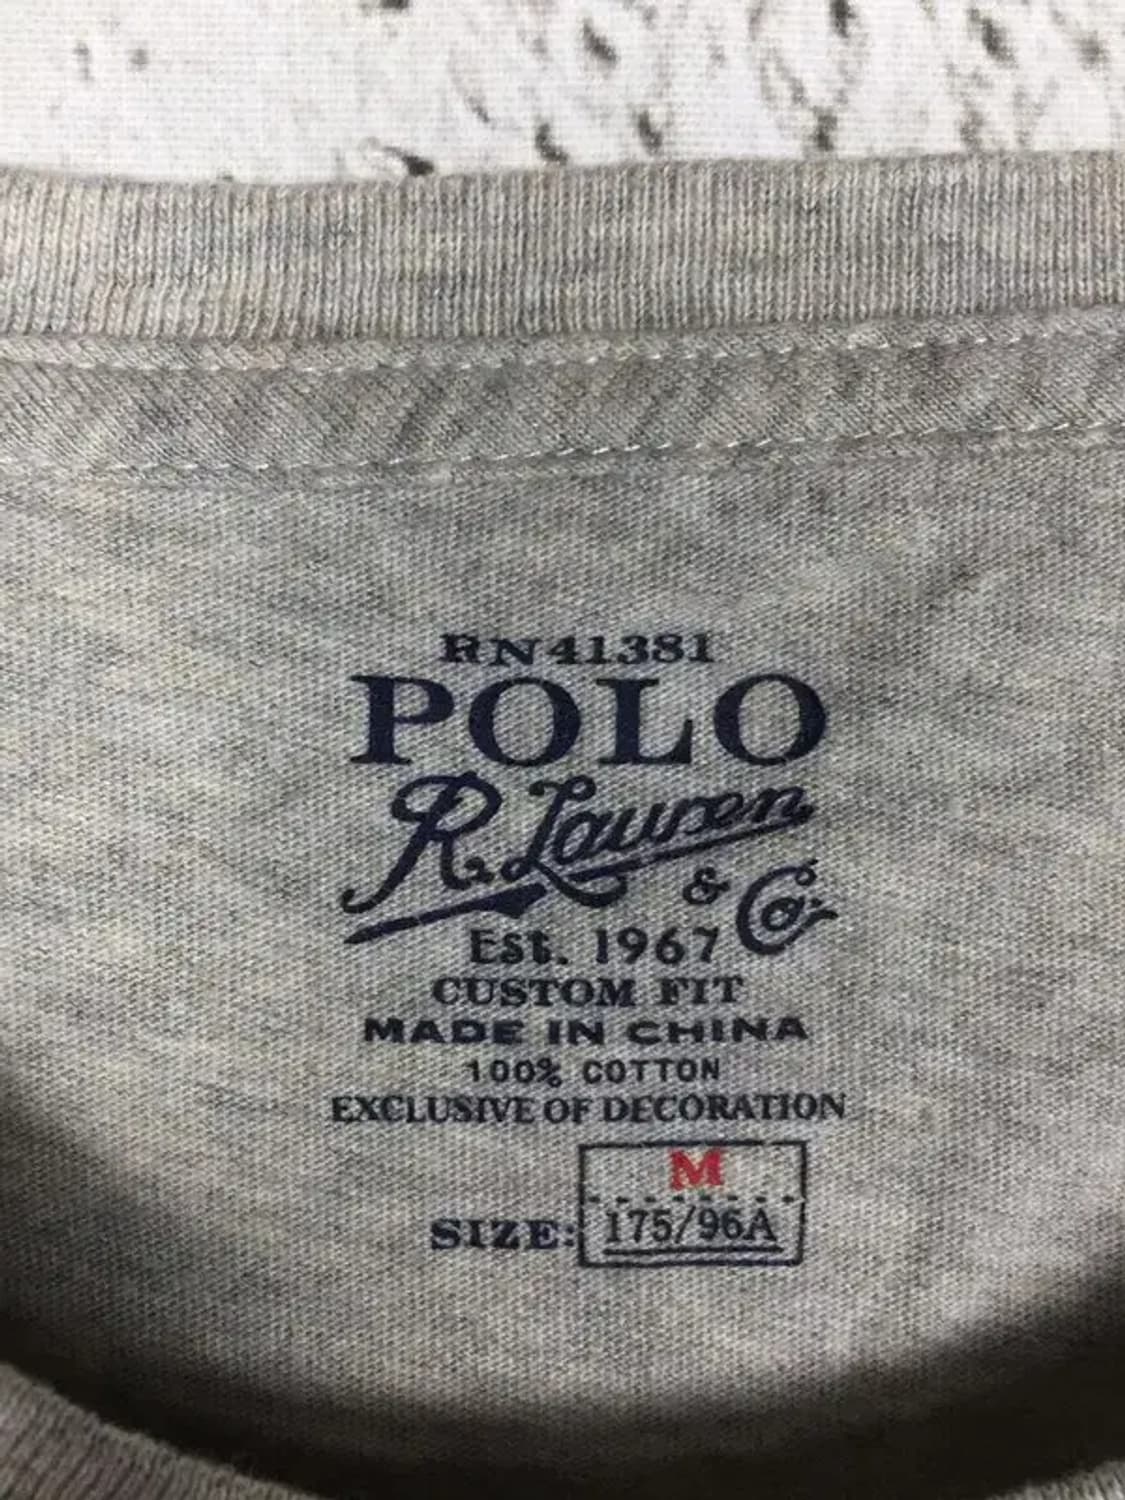 RN41381
POLO
R. Lauren
& Co.
Est. 1967
CUSTOM FIT
MADE IN CHINA
100% COTTON
EXCLUSIVE OF DECORATION
M
SIZE: 175/96A